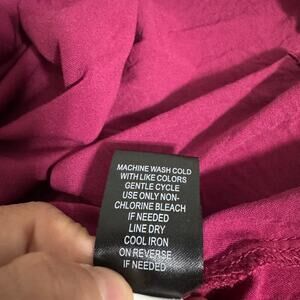 MACHINE WASH COLD
WITH LIKE COLORS
GENTLE CYCLE
USE ONLY NON-
CHLORINE BLEACH
IF NEEDED
LINE DRY
COOL IRON
ON REVERSE
IF NEEDED